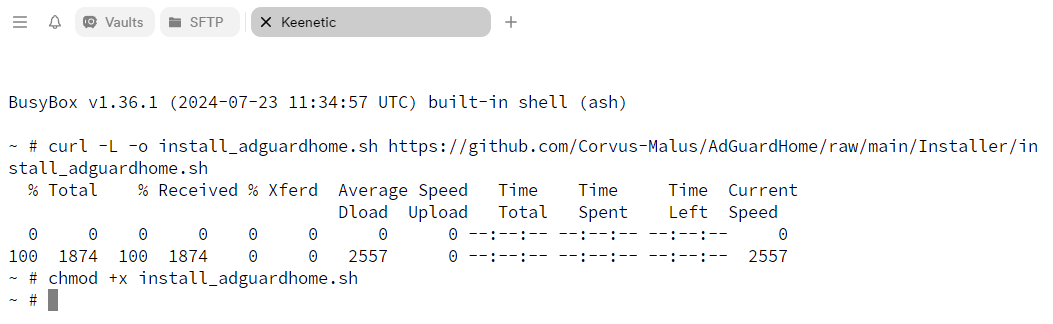 Vaults SFTP Keenetic
BusyBox v1.36.1 (2024-07-23 11:34:57 UTC) built-in shell (ash)
~ # curl -L -o install_adguardhome.sh https://github.com/Corvus-Malus/AdGuardHome/raw/main/Installer/in
stall_adguardhome.sh
  % Total    % Received % Xferd  Average Speed   Time    Time     Time  Current
                                 Dload  Upload   Total   Spent    Left  Speed
  0     0    0     0    0     0      0      0 --:--:-- --:--:-- --:--:--     0
100  1874  100  1874    0     0   2557      0 --:--:-- --:--:-- --:--:--  2557
~ # chmod +x install_adguardhome.sh
~ #